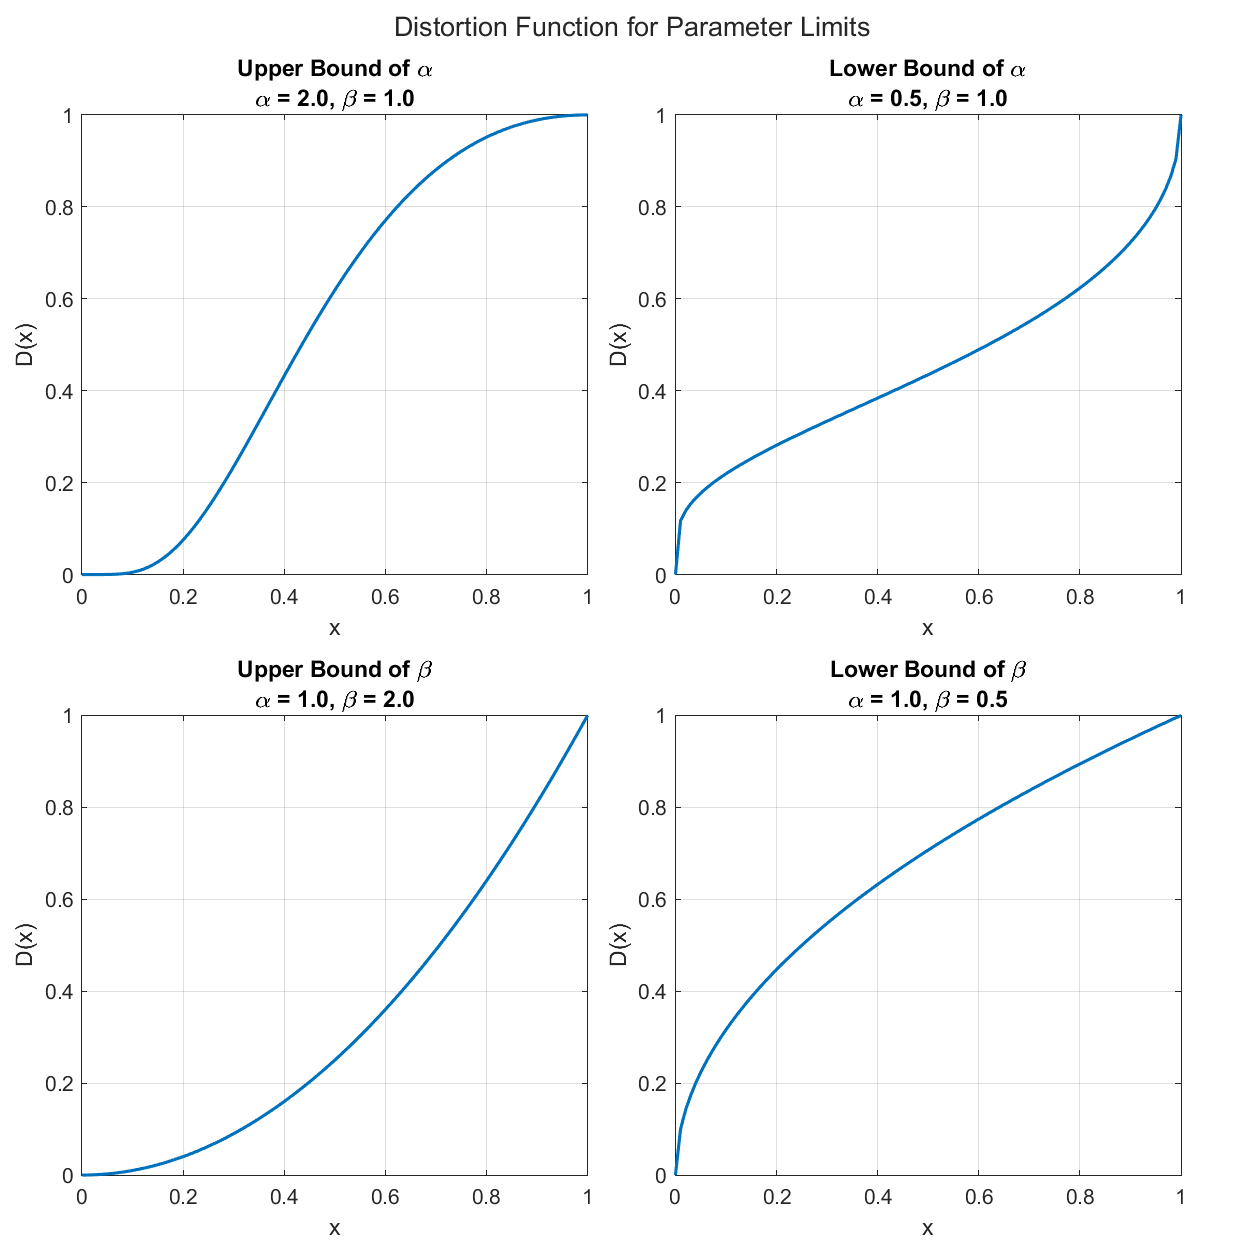 Distortion Function for Parameter Limits
Upper Bound of α
α = 2.0, β = 1.0
1
0.8
0.6
0.4
0.2
0
D(x)
0 0.2 0.4 0.6 0.8 1
x
Lower Bound of α
α = 0.5, β = 1.0
1
0.8
0.6
0.4
0.2
0
D(x)
0 0.2 0.4 0.6 0.8 1
x
Upper Bound of β
α = 1.0, β = 2.0
1
0.8
0.6
0.4
0.2
0
D(x)
0 0.2 0.4 0.6 0.8 1
x
Lower Bound of β
α = 1.0, β = 0.5
1
0.8
0.6
0.4
0.2
0
D(x)
0 0.2 0.4 0.6 0.8 1
x